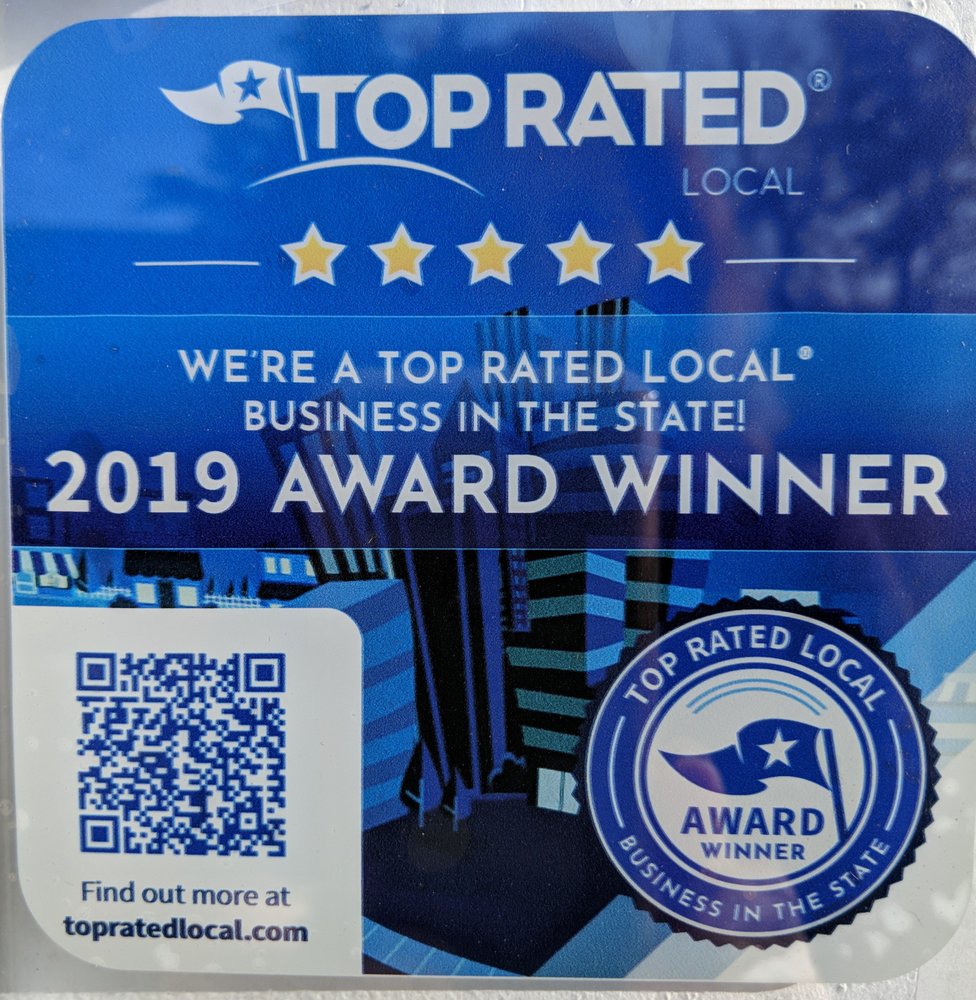 TOP RATED®
LOCAL
WE'RE A TOP RATED LOCAL®
BUSINESS IN THE STATE!
2019 AWARD WINNER
Find out more at
topratedlocal.com
TOP RATED LOCAL
AWARD
WINNER
BUSINESS IN THE STATE